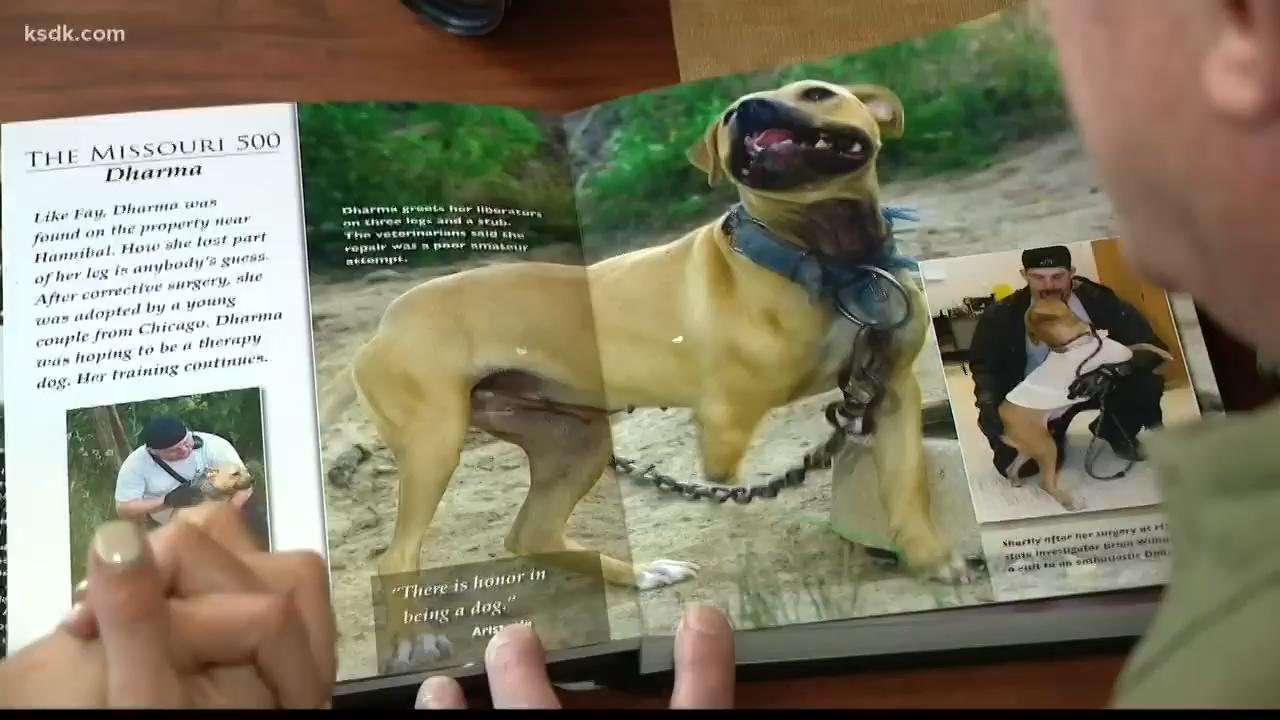 ksdk.com
THE MISSOURI 500
Dharma
Like Fay, Dharma was
found on the property near
Hannibal. How she lost part
of her leg is anybody's guess.
After corrective surgery, she
was adopted by a young
couple from Chicago. Dharma
was hoping to be a therapy
dog. Her training continues.
Dharma greets her liberators
on three legs and a stub.
The veterinarians said the
repair was a poor amateur
attempt.
"There is honor in
being a dog."
Shortly after her surgery at
state investigator Brian
a visit to an enthusiastic